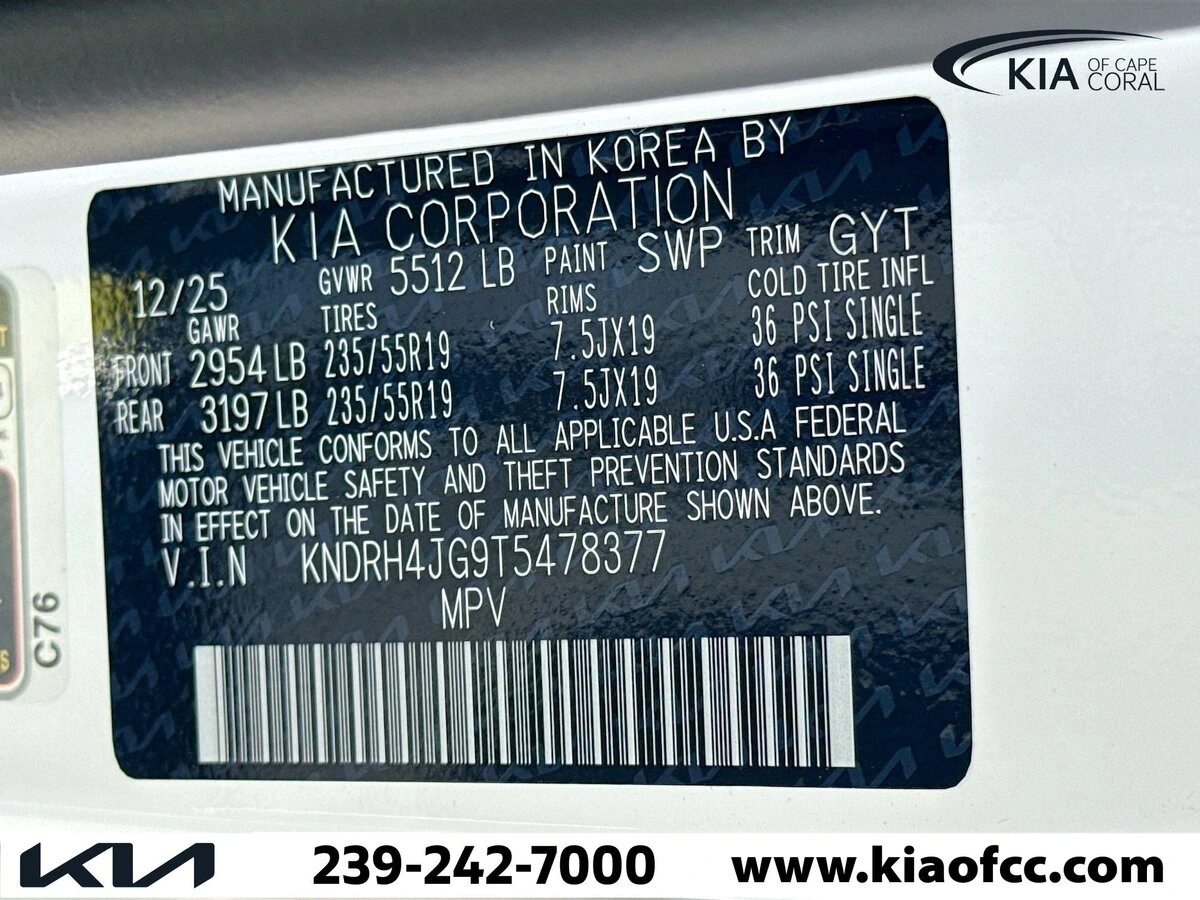 KIA OF CAPE CORAL
MANUFACTURED IN KOREA BY
KIA CORPORATION
12/25 GVWR 5512 LB PAINT SWP TRIM GYT
GAWR TIRES RIMS COLD TIRE INFL
FRONT 2954 LB 235/55R19 7.5JX19 36 PSI SINGLE
REAR 3197 LB 235/55R19 7.5JX19 36 PSI SINGLE
THIS VEHICLE CONFORMS TO ALL APPLICABLE U.S.A FEDERAL
MOTOR VEHICLE SAFETY AND THEFT PREVENTION STANDARDS
IN EFFECT ON THE DATE OF MANUFACTURE SHOWN ABOVE.
V.I.N KNDRH4JG9T5478377
MPV
C76
KIA 239-242-7000 www.kiaofcc.com